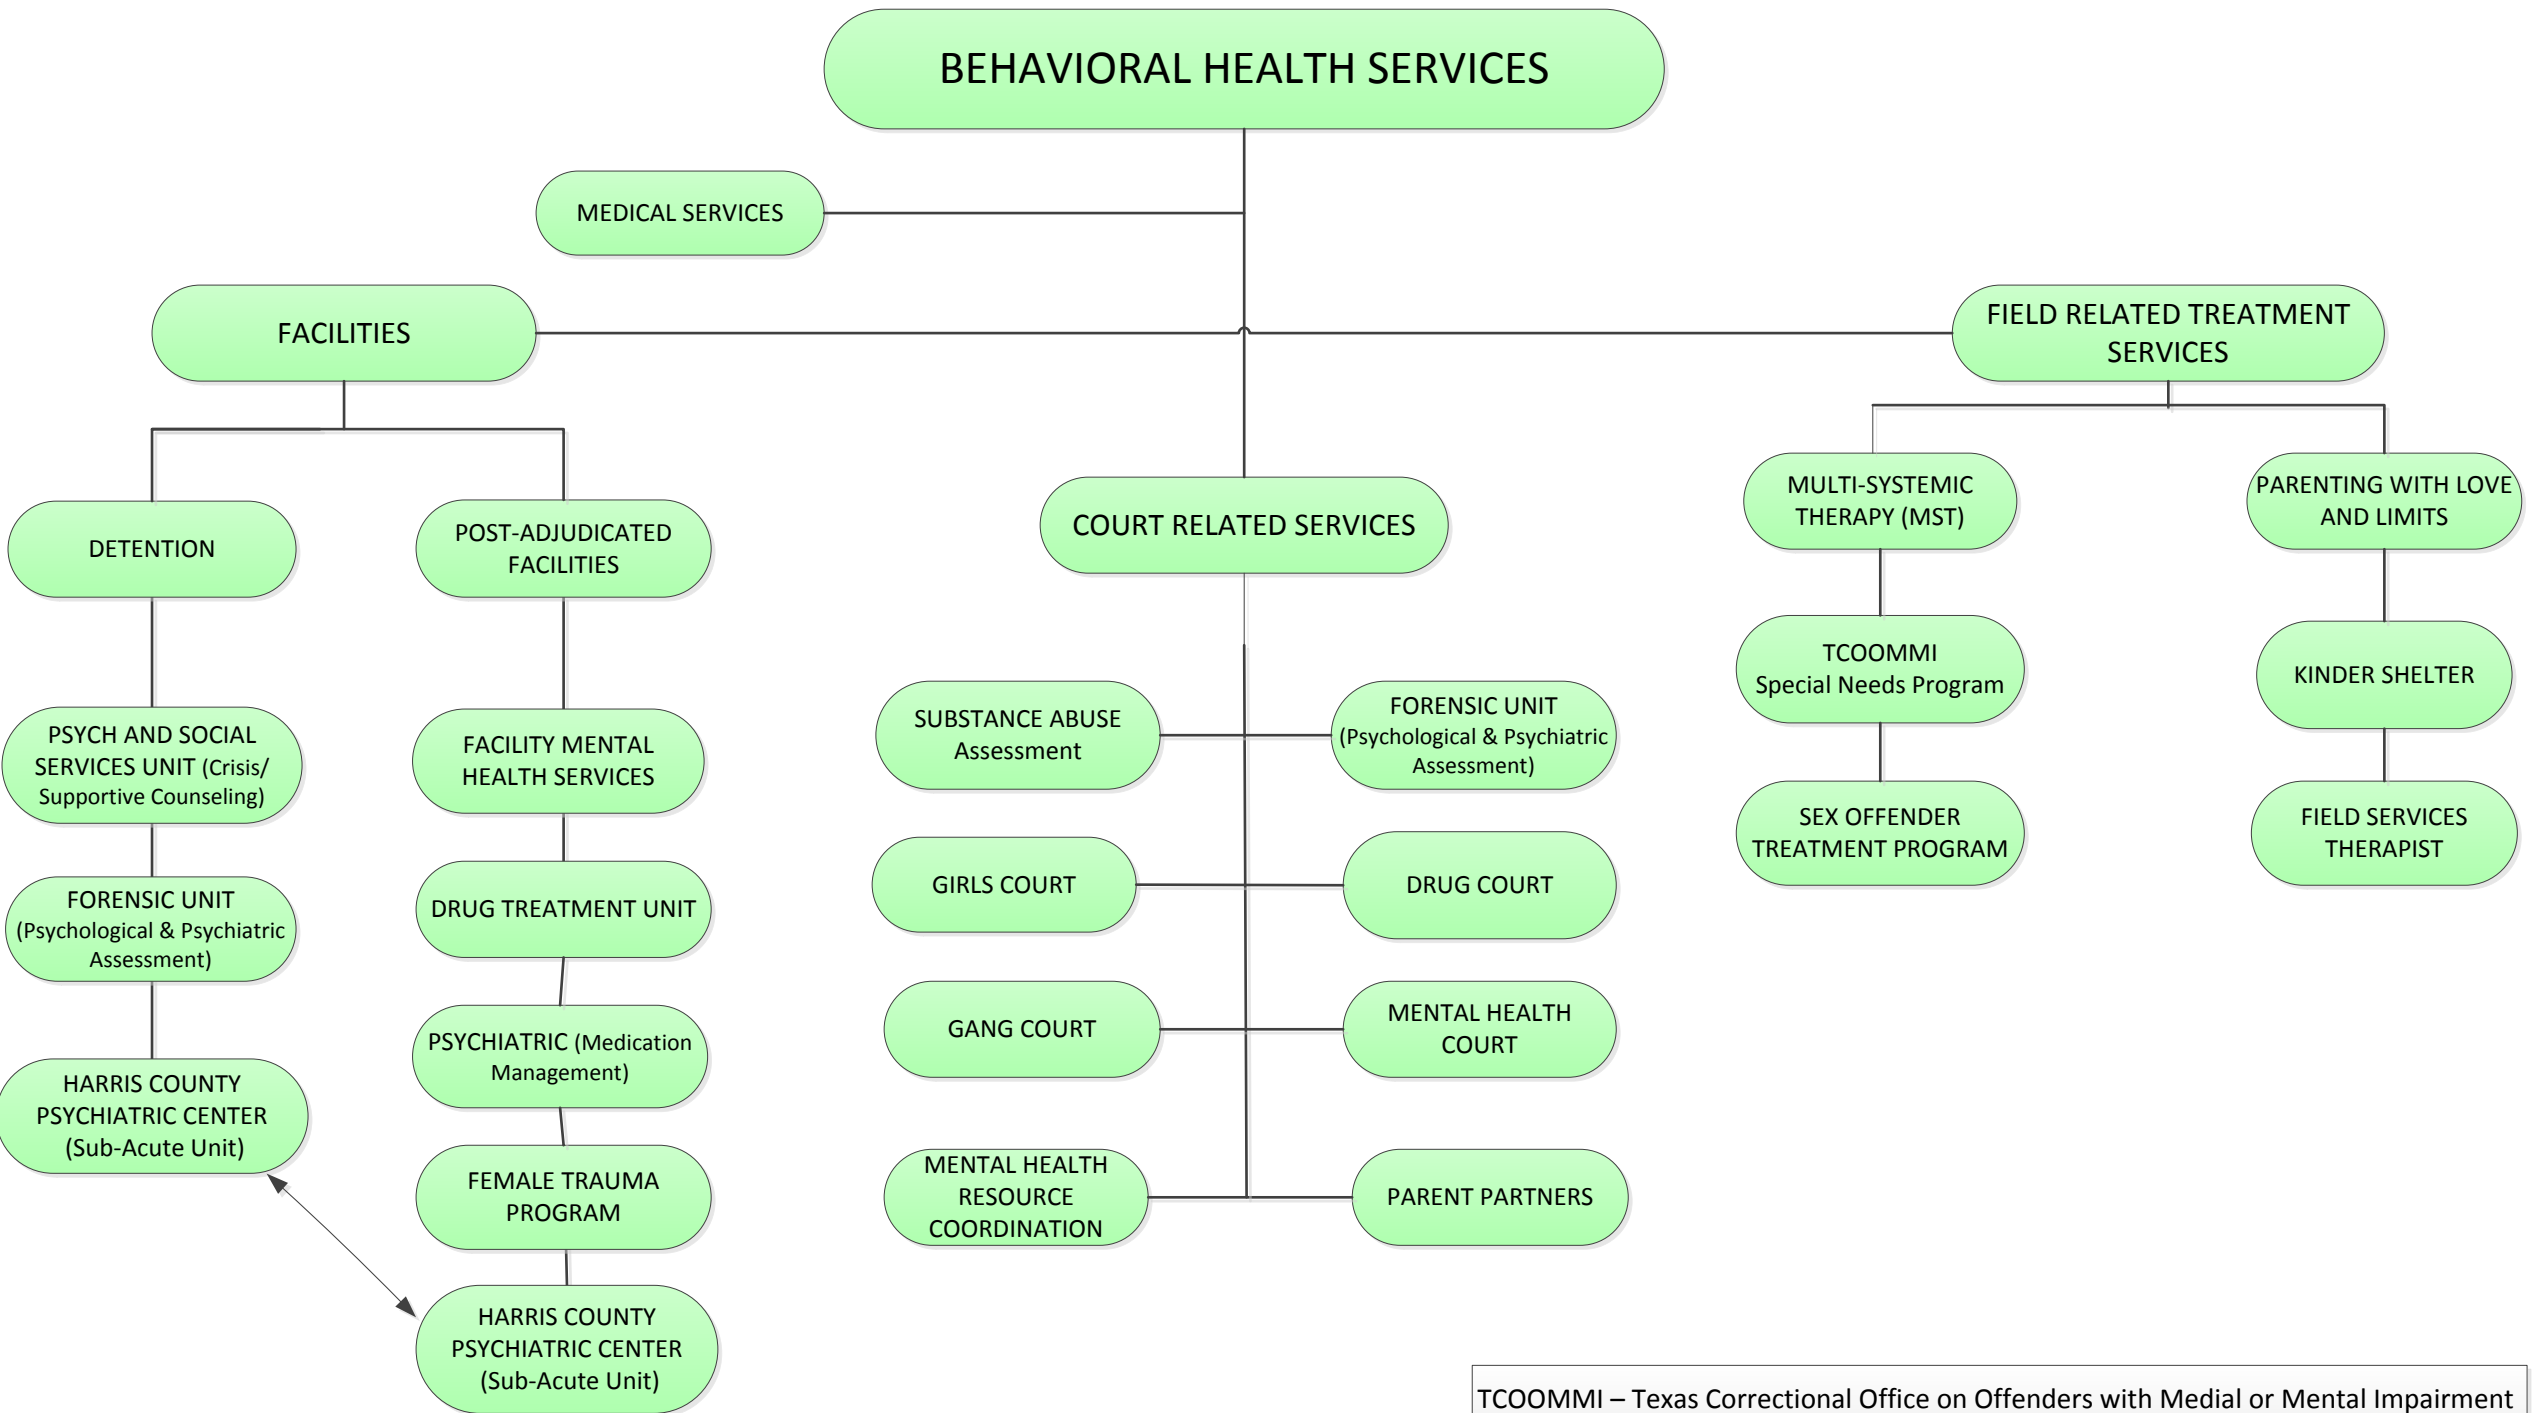 BEHAVIORAL HEALTH SERVICES
MEDICAL SERVICES
FACILITIES
FIELD RELATED TREATMENT
SERVICES
DETENTION
PSYCH AND SOCIAL
SERVICES UNIT (Crisis/
Supportive Counseling)
FORENSIC UNIT
(Psychological & Psychiatric
Assessment)
HARRIS COUNTY
PSYCHIATRIC CENTER
(Sub-Acute Unit)
POST-ADJUDICATED
FACILITIES
FACILITY MENTAL
HEALTH SERVICES
DRUG TREATMENT UNIT
PSYCHIATRIC (Medication
Management)
FEMALE TRAUMA
PROGRAM
HARRIS COUNTY
PSYCHIATRIC CENTER
(Sub-Acute Unit)
COURT RELATED SERVICES
SUBSTANCE ABUSE
Assessment
FORENSIC UNIT
(Psychological & Psychiatric
Assessment)
GIRLS COURT
DRUG COURT
GANG COURT
MENTAL HEALTH
COURT
MENTAL HEALTH
RESOURCE
COORDINATION
PARENT PARTNERS
MULTI-SYSTEMIC
THERAPY (MST)
TCOOMMI
Special Needs Program
SEX OFFENDER
TREATMENT PROGRAM
PARENTING WITH LOVE
AND LIMITS
KINDER SHELTER
FIELD SERVICES
THERAPIST
TCOOMMI – Texas Correctional Office on Offenders with Medial or Mental Impairment